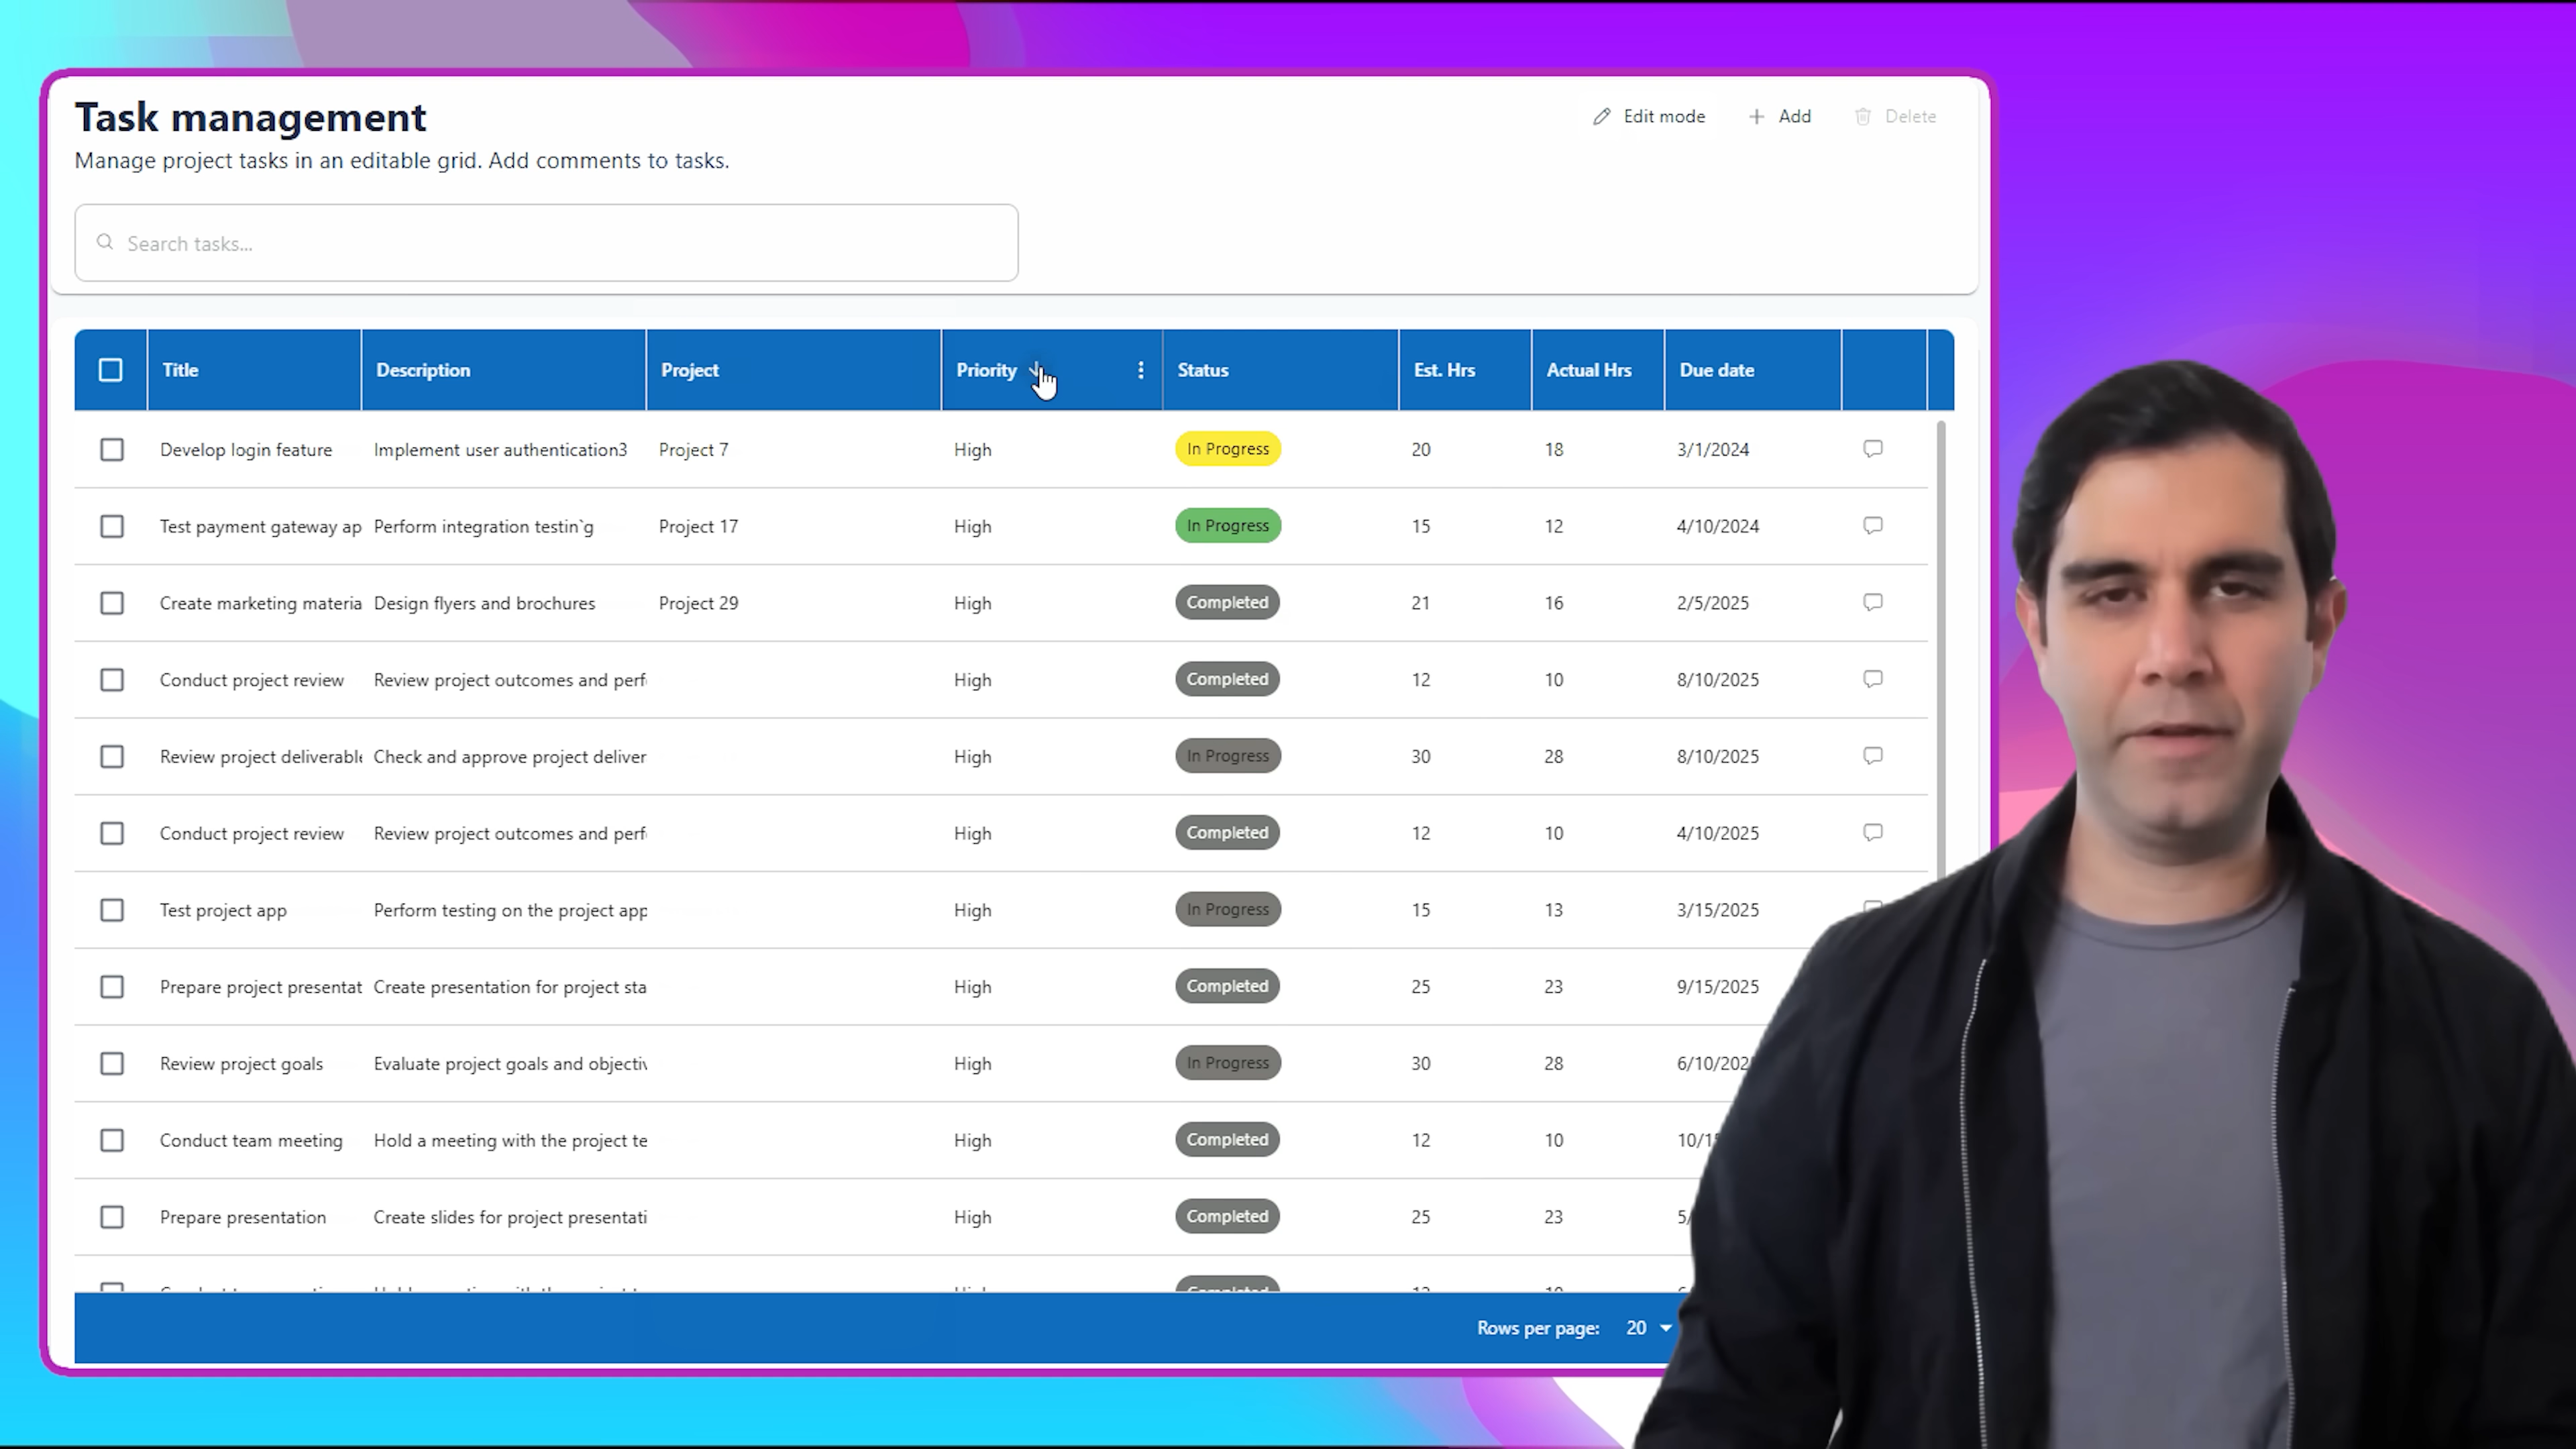 Task management
Edit mode
Add
Delete
Manage project tasks in an editable grid. Add comments to tasks.
Search tasks...
Title Description Project Priority Status Est. Hrs Actual Hrs Due date
Develop login feature Implement user authentication3 Project 7 High In Progress 20 18 3/1/2024
Test payment gateway ap Perform integration testin`g Project 17 High In Progress 15 12 4/10/2024
Create marketing materia Design flyers and brochures Project 29 High Completed 21 16 2/5/2025
Conduct project review Review project outcomes and perf High Completed 12 10 8/10/2025
Review project deliverable Check and approve project deliver High In Progress 30 28 8/10/2025
Conduct project review Review project outcomes and perf High Completed 12 10 4/10/2025
Test project app Perform testing on the project app High In Progress 15 13 3/15/2025
Prepare project presentat Create presentation for project sta High Completed 25 23 9/15/2025
Review project goals Evaluate project goals and objectiv High In Progress 30 28 6/10/202
Conduct team meeting Hold a meeting with the project te High Completed 12 10 10/1
Prepare presentation Create slides for project presentati High Completed 25 23 5/
Rows per page: 20